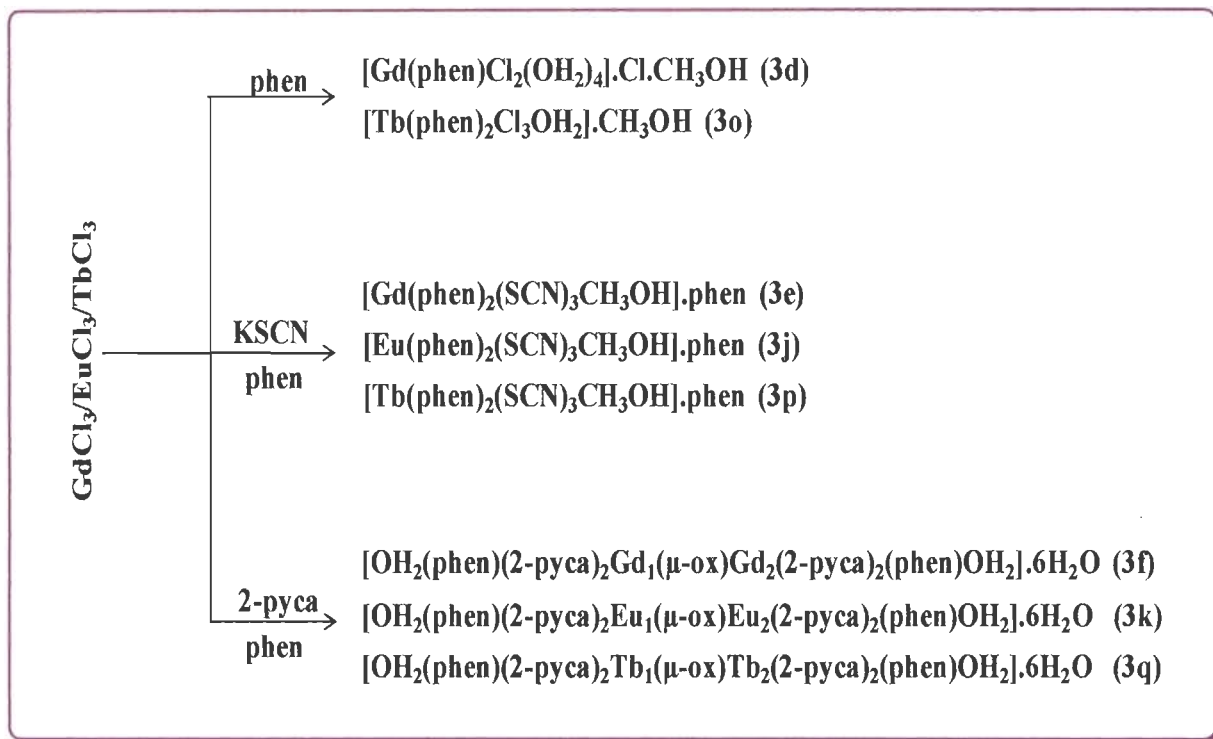 GdCl₃/EuCl₃/TbCl₃
phen
[Gd(phen)Cl₂(OH₂)₄].Cl.CH₃OH (3d)
[Tb(phen)₂Cl₃OH₂].CH₃OH (3o)
KSCN
phen
[Gd(phen)₂(SCN)₃CH₃OH].phen (3e)
[Eu(phen)₂(SCN)₃CH₃OH].phen (3j)
[Tb(phen)₂(SCN)₃CH₃OH].phen (3p)
2-pyca
phen
[OH₂(phen)(2-pyca)₂Gd₁(μ-ox)Gd₂(2-pyca)₂(phen)OH₂].6H₂O (3f)
[OH₂(phen)(2-pyca)₂Eu₁(μ-ox)Eu₂(2-pyca)₂(phen)OH₂].6H₂O (3k)
[OH₂(phen)(2-pyca)₂Tb₁(μ-ox)Tb₂(2-pyca)₂(phen)OH₂].6H₂O (3q)